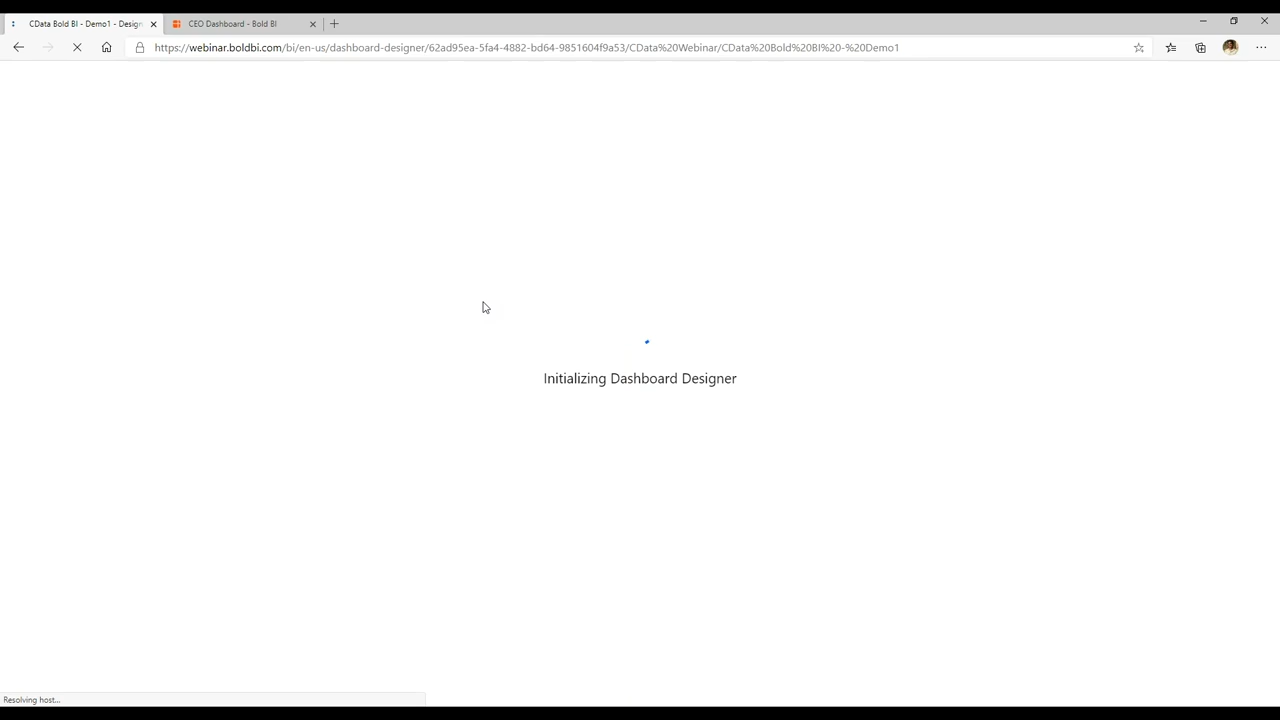 CData Bold BI - Demo1 - Design
CEO Dashboard - Bold BI
https://webinar.boldbi.com/bi/en-us/dashboard-designer/62ad95ea-5fa4-4882-bd64-9851604f9a53/CData%20Webinar/CData%20Bold%20BI%20-%20Demo1
Initializing Dashboard Designer
Resolving host...